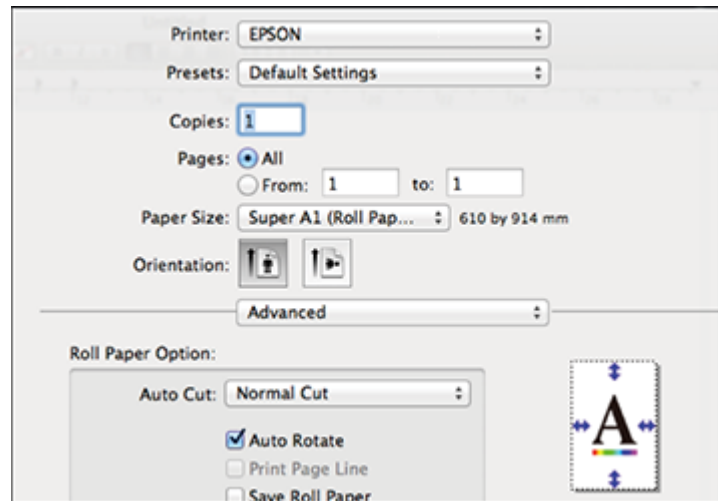 Printer: EPSON
Presets: Default Settings
Copies: 1
Pages: All
From: 1 to: 1
Paper Size: Super A1 (Roll Pap... 610 by 914 mm
Orientation:
Advanced
Roll Paper Option:
Auto Cut: Normal Cut
Auto Rotate
Print Page Line
Save Roll Paper
A